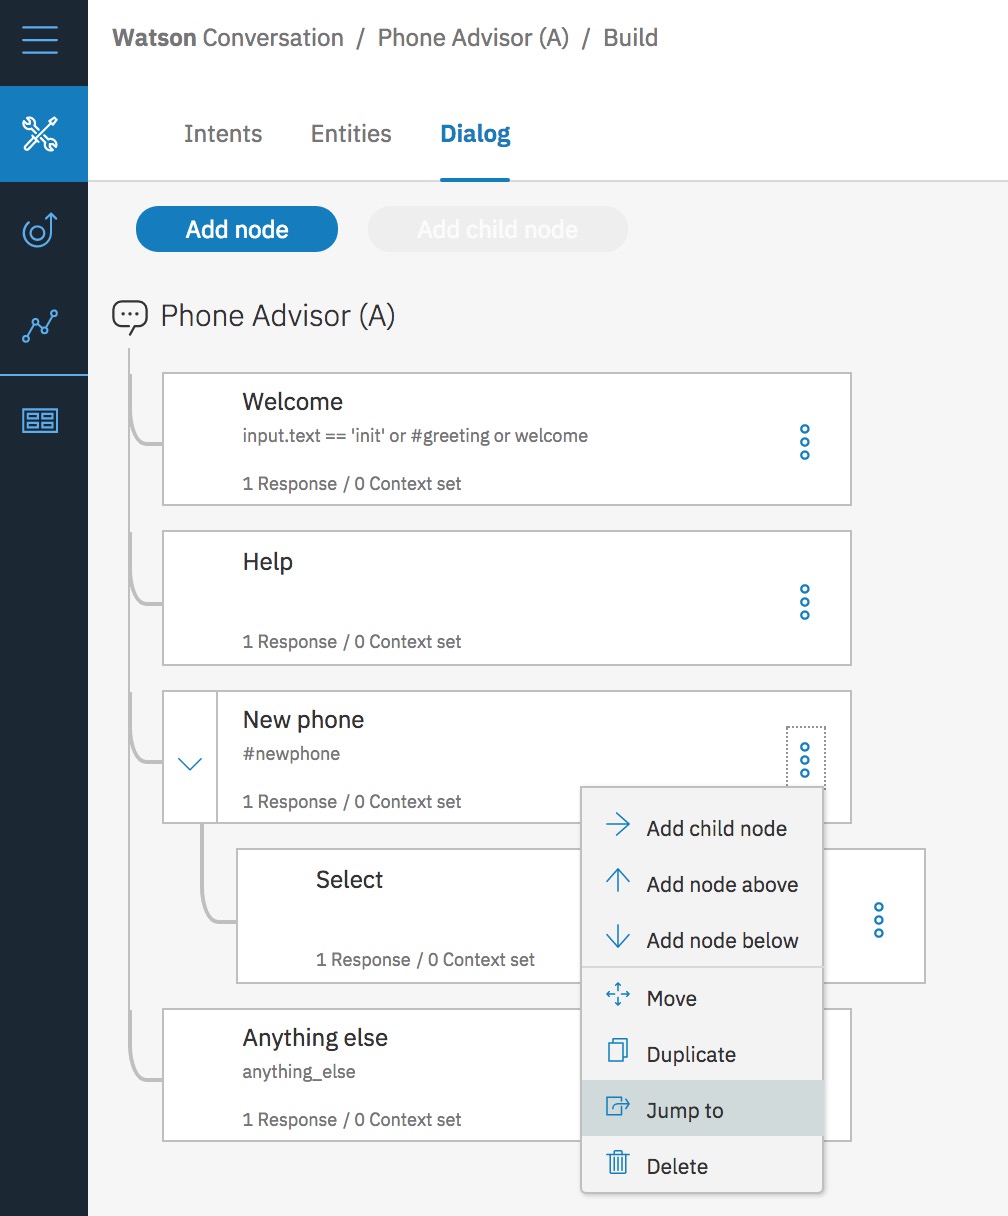 Watson Conversation / Phone Advisor (A) / Build
Intents Entities Dialog
Add node Add child node
Phone Advisor (A)
Welcome
input.text == 'init' or #greeting or welcome
1 Response / 0 Context set
Help
1 Response / 0 Context set
New phone
#newphone
1 Response / 0 Context set
Add child node
Add node above
Add node below
Move
Duplicate
Jump to
Delete
Select
1 Response / 0 Context set
Anything else
anything_else
1 Response / 0 Context set